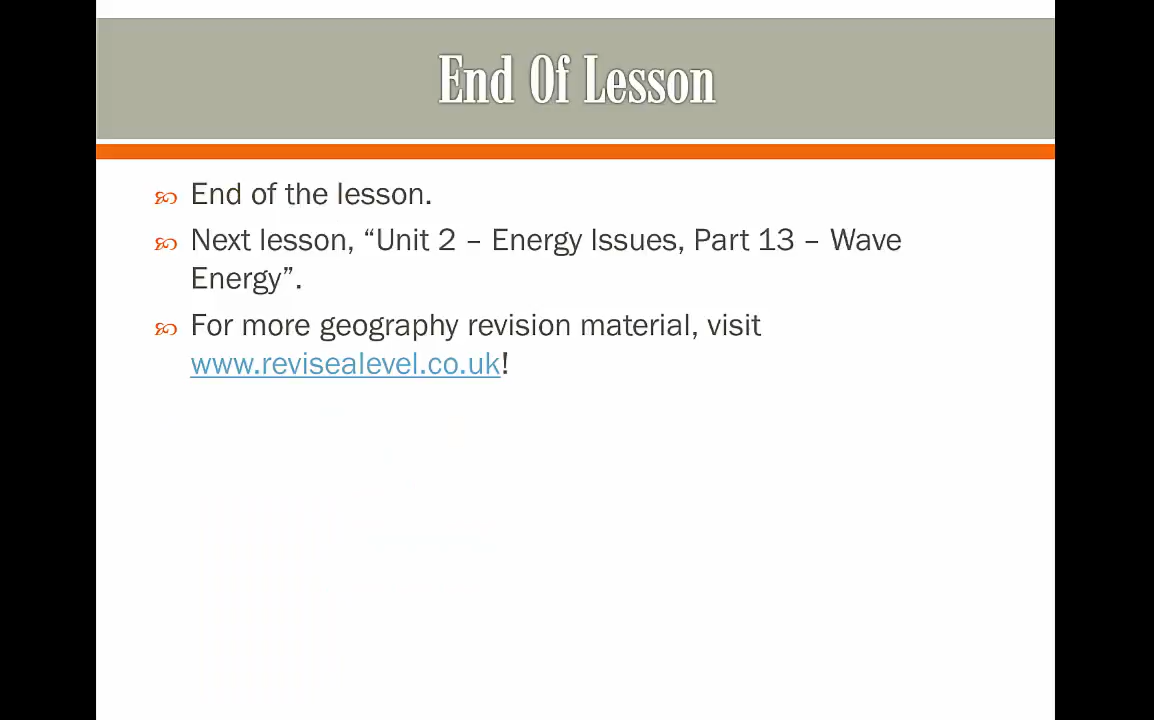 End Of Lesson
End of the lesson.
Next lesson, “Unit 2 – Energy Issues, Part 13 – Wave
Energy”.
For more geography revision material, visit
www.revisealevel.co.uk!